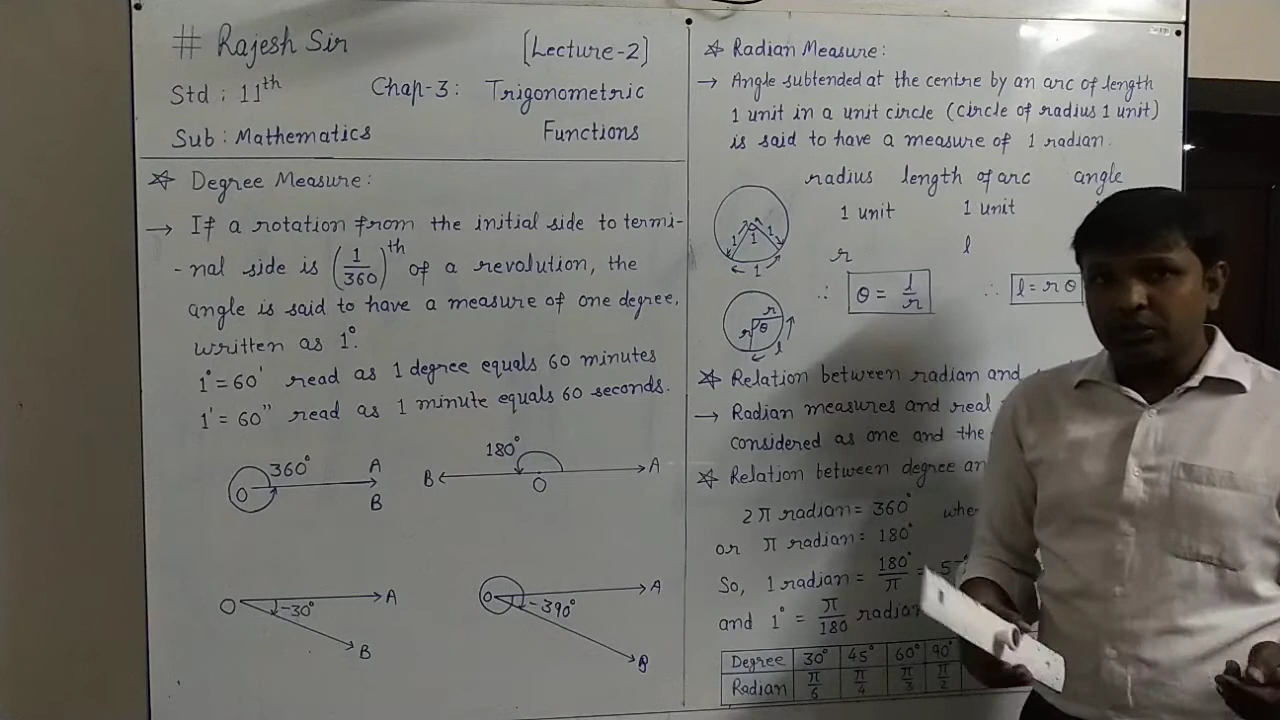 # Rajesh Sir [Lecture-2]
Std : 11th Chap-3: Trigonometric
Sub : Mathematics Functions
☆ Degree Measure:
→ If a rotation from the initial side to termi-
-nal side is (1/360)th of a revolution, the
angle is said to have a measure of one degree,
written as 1°.
1° = 60' read as 1 degree equals 60 minutes
1' = 60" read as 1 minute equals 60 seconds.
360° A
O B
180°
B O A
O -30° A
B
O -390° A
B
☆ Radian Measure:
→ Angle subtended at the centre by an arc of length
1 unit in a unit circle (circle of radius 1 unit)
is said to have a measure of 1 radian.
radius length of arc angle
1 unit 1 unit
r l
1 1 1
1
∴ θ = l/r ∴ l = rθ
r
r θ
l
☆ Relation between radian and
→ Radian measures and real
considered as one and the
☆ Relation between degree an
2π radian = 360° whe
or π radian = 180°
So, 1 radian = 180°/π = 57°
and 1° = π/180 radian
Degree 30° 45° 60° 90°
Radian π/6 π/4 π/3 π/2